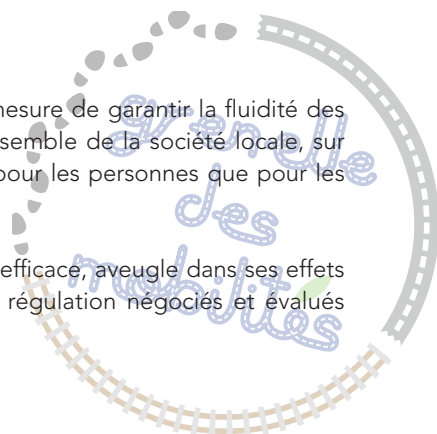 mesure de garantir la fluidité des
semble de la société locale, sur
pour les personnes que pour les
efficace, aveugle dans ses effets
régulation négociés et évalués
grenelle
des
mobilités